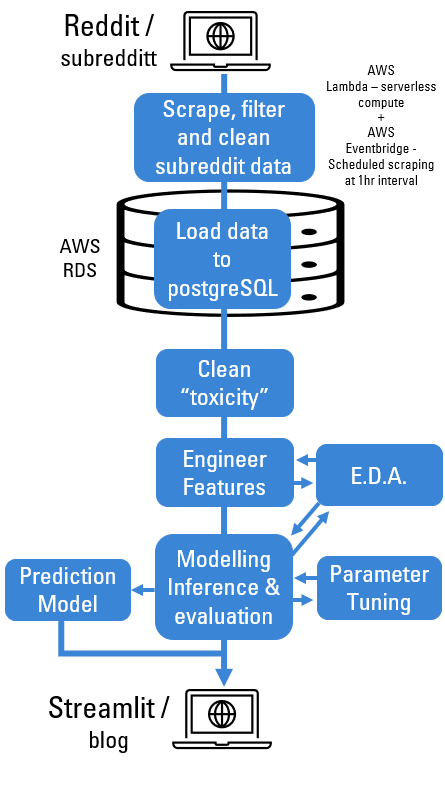 Reddit /
subredditt
AWS
Lambda – serverless
compute
+
AWS
Eventbridge -
Scheduled scraping
at 1hr interval
Scrape, filter
and clean
subreddit data
AWS
RDS
Load data
to
postgreSQL
Clean
“toxicity”
Engineer
Features
E.D.A.
Modelling
Inference &
evaluation
Prediction
Model
Parameter
Tuning
Streamlit /
blog